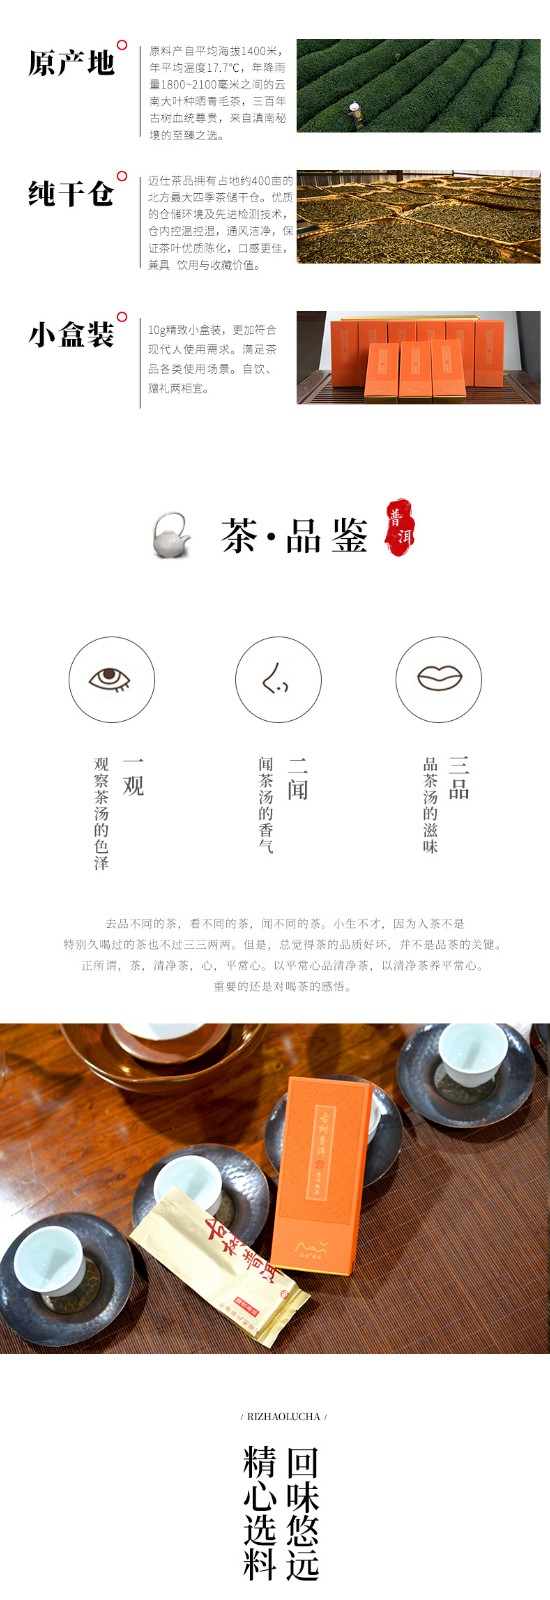 原产地
原料产自平均海拔1400米，
年平均温度17.7℃，年降雨
量1800~2100毫米之间的云
南大叶种晒青毛茶，三百年
古树血统尊贵，来自滇南秘
境的至臻之选。
纯干仓
迈仕茶品拥有占地约400亩的
北方最大四季茶储干仓。优质
的仓储环境及先进检测技术，
仓内控温控湿，通风洁净，保
证茶叶优质陈化，口感更佳，
兼具 饮用与收藏价值。
小盒装
10g精致小盒装，更加符合
现代人使用需求。满足茶
品各类使用场景。自饮、
赠礼两相宜。
茶·品鉴
普洱
一观
观察茶汤的色泽
二闻
闻茶汤的香气
三品
品茶汤的滋味
去品不同的茶，看不同的茶，闻不同的茶。小生不才，因为入茶不是
特别久喝过的茶也不过三三两两。但是，总觉得茶的品质好坏，并不是品茶的关键。
正所谓，茶，清净茶，心，平常心。以平常心品清净茶，以清净茶养平常心。
重要的还是对喝茶的感悟。
古树普洱
古树普洱
/ RIZHAOLUCHA /
回味悠远
精心选料